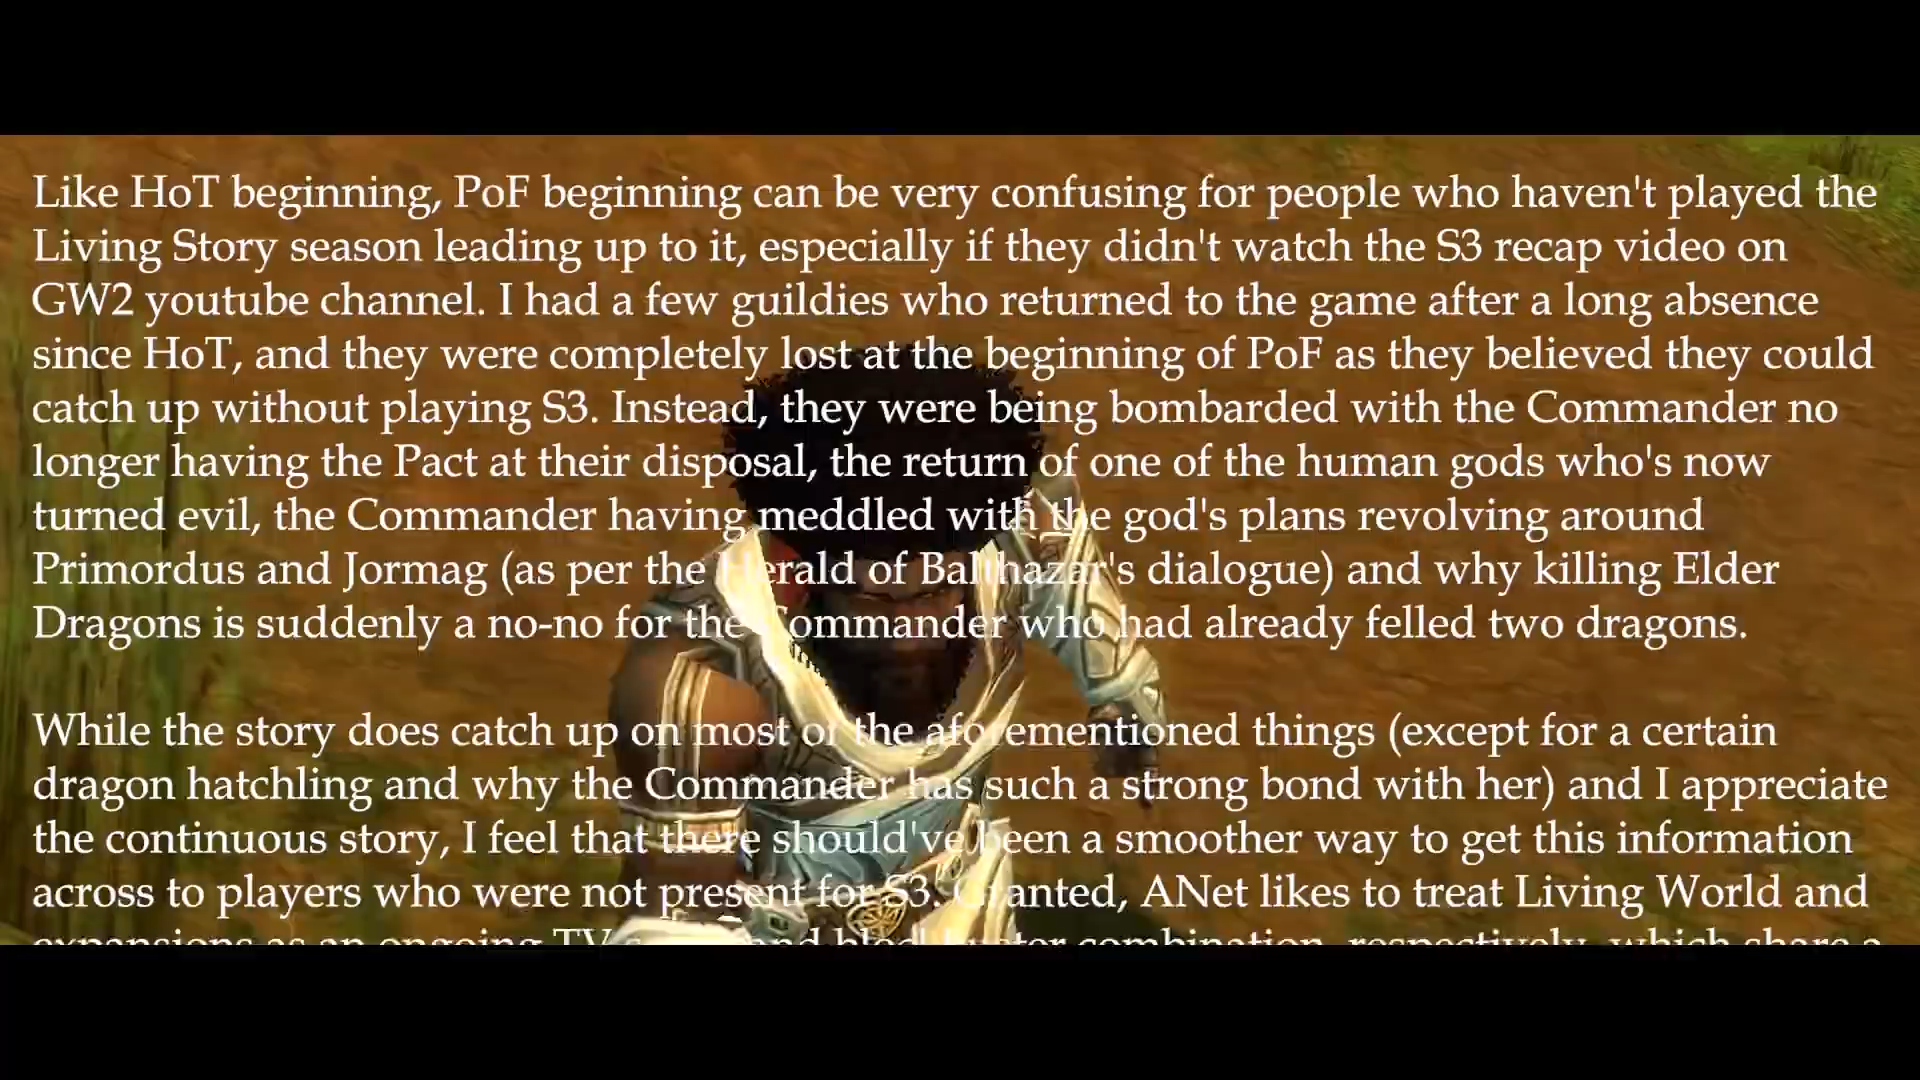 Like HoT beginning, PoF beginning can be very confusing for people who haven't played the
Living Story season leading up to it, especially if they didn't watch the S3 recap video on
GW2 youtube channel. I had a few guildies who returned to the game after a long absence
since HoT, and they were completely lost at the beginning of PoF as they believed they could
catch up without playing S3. Instead, they were being bombarded with the Commander no
longer having the Pact at their disposal, the return of one of the human gods who's now
turned evil, the Commander having meddled with the god's plans revolving around
Primordus and Jormag (as per the Herald of Balthazar's dialogue) and why killing Elder
Dragons is suddenly a no-no for the Commander who had already felled two dragons.
While the story does catch up on most of the aforementioned things (except for a certain
dragon hatchling and why the Commander has such a strong bond with her) and I appreciate
the continuous story, I feel that there should've been a smoother way to get this information
across to players who were not present for S3. Granted, ANet likes to treat Living World and
expansions as an ongoing TV and combination, respectively, which share a